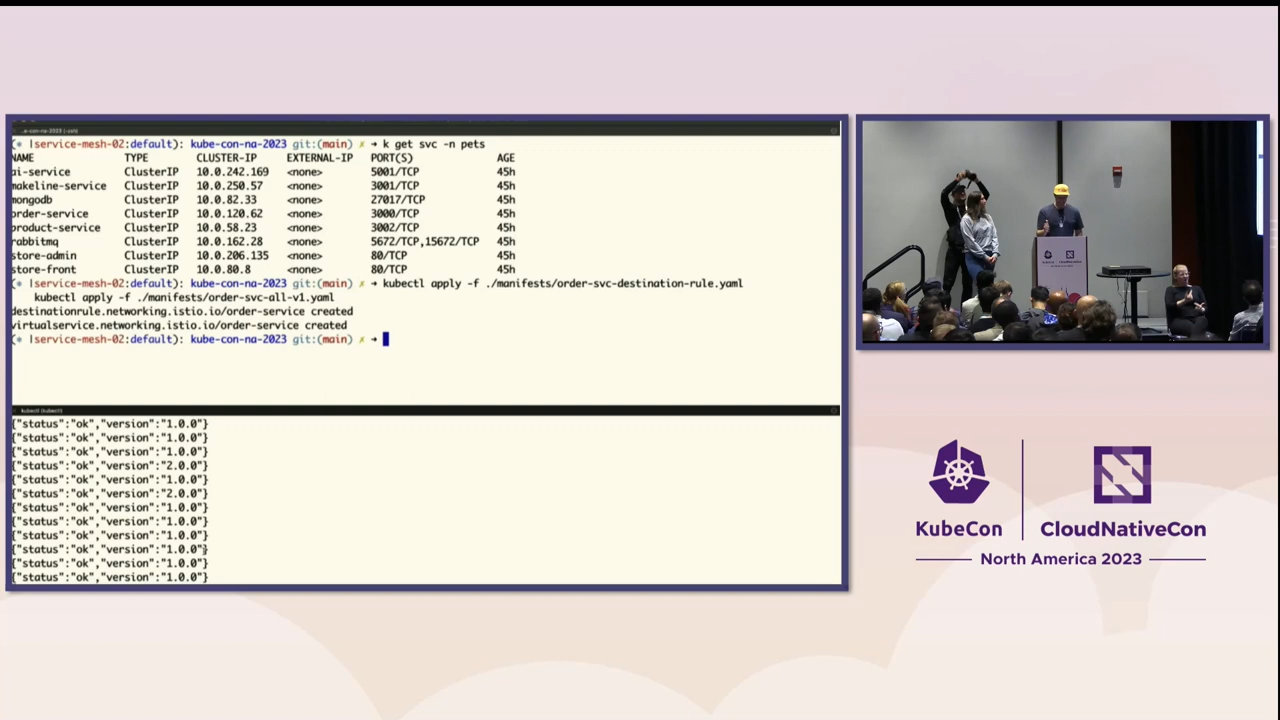 ..e-con-na-2023 (-zsh)
(* |service-mesh-02:default): kube-con-na-2023 git:(main) ✗ ➜ k get svc -n pets
NAME TYPE CLUSTER-IP EXTERNAL-IP PORT(S) AGE
ai-service ClusterIP 10.0.242.169 <none> 5001/TCP 45h
makeline-service ClusterIP 10.0.250.57 <none> 3001/TCP 45h
mongodb ClusterIP 10.0.82.33 <none> 27017/TCP 45h
order-service ClusterIP 10.0.120.62 <none> 3000/TCP 45h
product-service ClusterIP 10.0.58.23 <none> 3002/TCP 45h
rabbitmq ClusterIP 10.0.162.28 <none> 5672/TCP,15672/TCP 45h
store-admin ClusterIP 10.0.206.135 <none> 80/TCP 45h
store-front ClusterIP 10.0.80.8 <none> 80/TCP 45h
(* |service-mesh-02:default): kube-con-na-2023 git:(main) ✗ ➜ kubectl apply -f ./manifests/order-svc-destination-rule.yaml
kubectl apply -f ./manifests/order-svc-all-v1.yaml
destinationrule.networking.istio.io/order-service created
virtualservice.networking.istio.io/order-service created
(* |service-mesh-02:default): kube-con-na-2023 git:(main) ✗ ➜
kubectl (kubectl)
{"status":"ok","version":"1.0.0"}
{"status":"ok","version":"1.0.0"}
{"status":"ok","version":"1.0.0"}
{"status":"ok","version":"2.0.0"}
{"status":"ok","version":"1.0.0"}
{"status":"ok","version":"2.0.0"}
{"status":"ok","version":"1.0.0"}
{"status":"ok","version":"1.0.0"}
{"status":"ok","version":"1.0.0"}
{"status":"ok","version":"1.0.0"}
{"status":"ok","version":"1.0.0"}
{"status":"ok","version":"1.0.0"}
KubeCon
CloudNativeCon
North America 2023